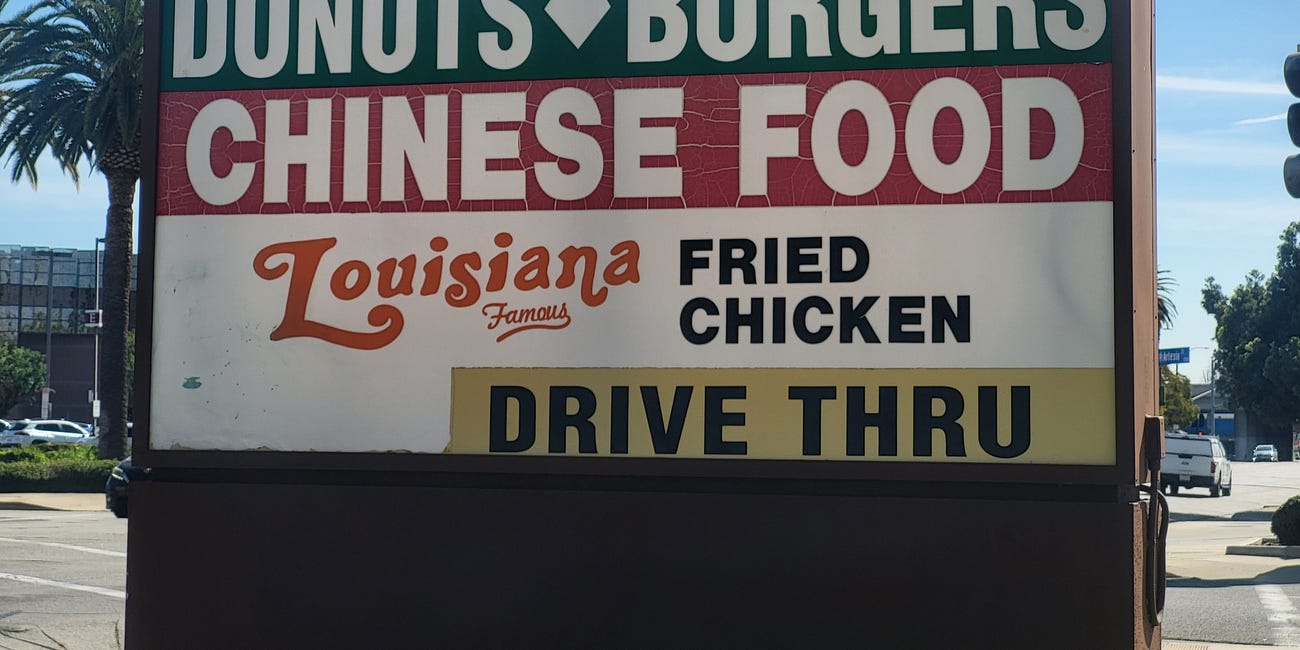 DONUTS ♦ BURGERS
CHINESE FOOD
Louisiana
Famous
FRIED
CHICKEN
DRIVE THRU